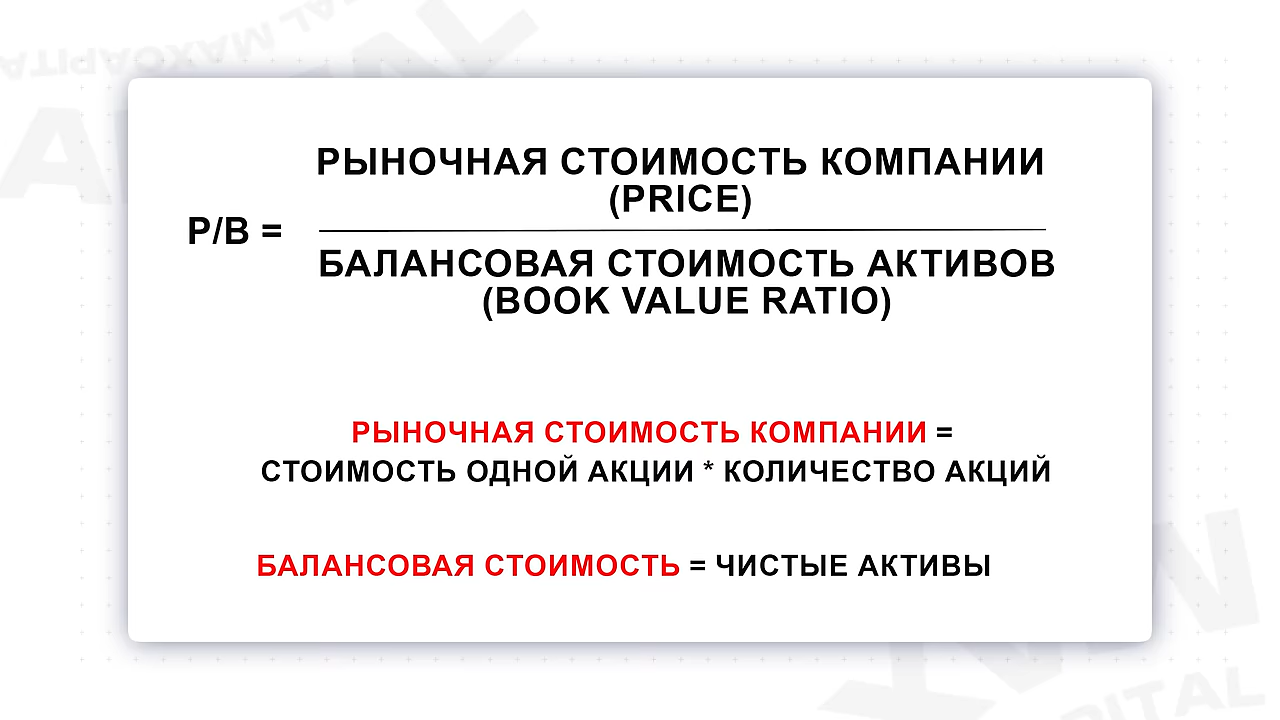 РЫНОЧНАЯ СТОИМОСТЬ КОМПАНИИ
(PRICE)
P/B =
БАЛАНСОВАЯ СТОИМОСТЬ АКТИВОВ
(BOOK VALUE RATIO)
РЫНОЧНАЯ СТОИМОСТЬ КОМПАНИИ =
СТОИМОСТЬ ОДНОЙ АКЦИИ * КОЛИЧЕСТВО АКЦИЙ
БАЛАНСОВАЯ СТОИМОСТЬ = ЧИСТЫЕ АКТИВЫ